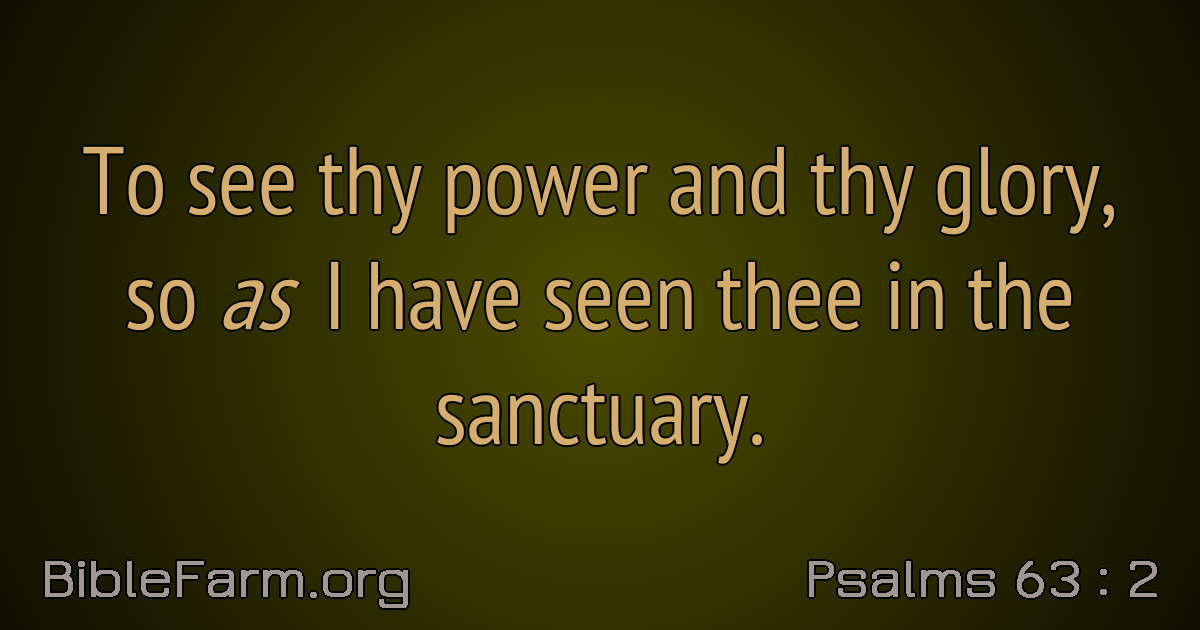 To see thy power and thy glory,
so as I have seen thee in the
sanctuary.
BibleFarm.org
Psalms 63 : 2